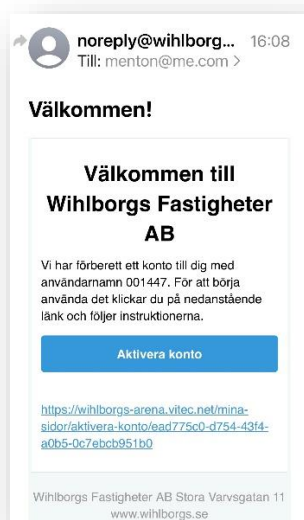 noreply@wihlborg... 16:08
Till: menton@me.com >
Välkommen!
Välkommen till
Wihlborgs Fastigheter
AB
Vi har förberett ett konto till dig med
användarnamn 001447. För att börja
använda det klickar du på nedanstående
länk och följer instruktionerna.
Aktivera konto
https://wihlborgs-arena.vitec.net/mina-
sidor/aktivera-konto/ead775c0-d754-43f4-
a0b5-0c7ebcb951b0
Wihlborgs Fastigheter AB Stora Varvsgatan 11
www.wihlborgs.se